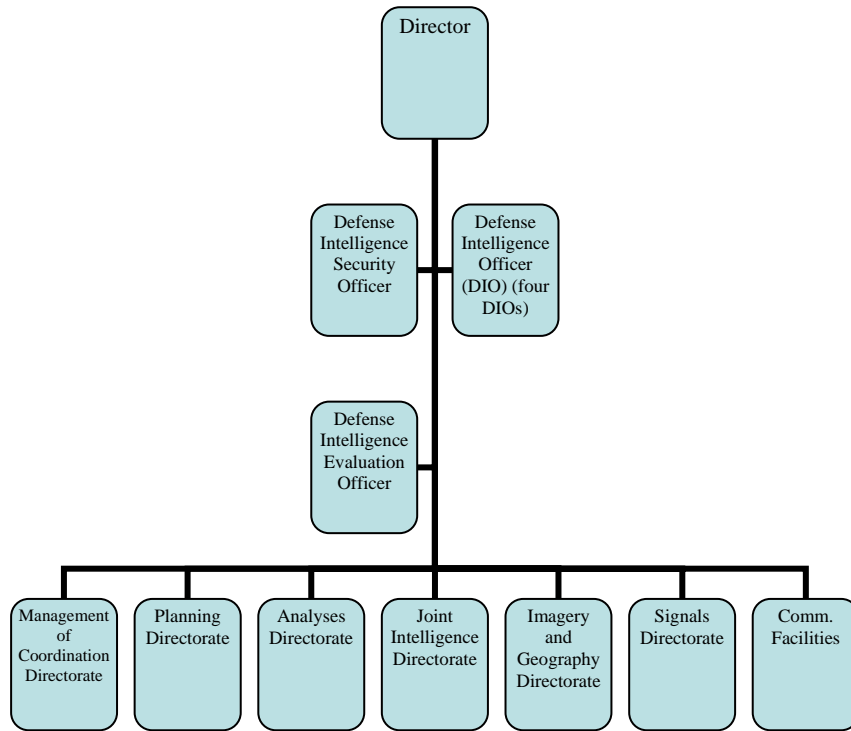 Director
Defense
Intelligence
Security
Officer
Defense
Intelligence
Officer
(DIO) (four
DIOs)
Defense
Intelligence
Evaluation
Officer
Management
of
Coordination
Directorate
Planning
Directorate
Analyses
Directorate
Joint
Intelligence
Directorate
Imagery
and
Geography
Directorate
Signals
Directorate
Comm.
Facilities